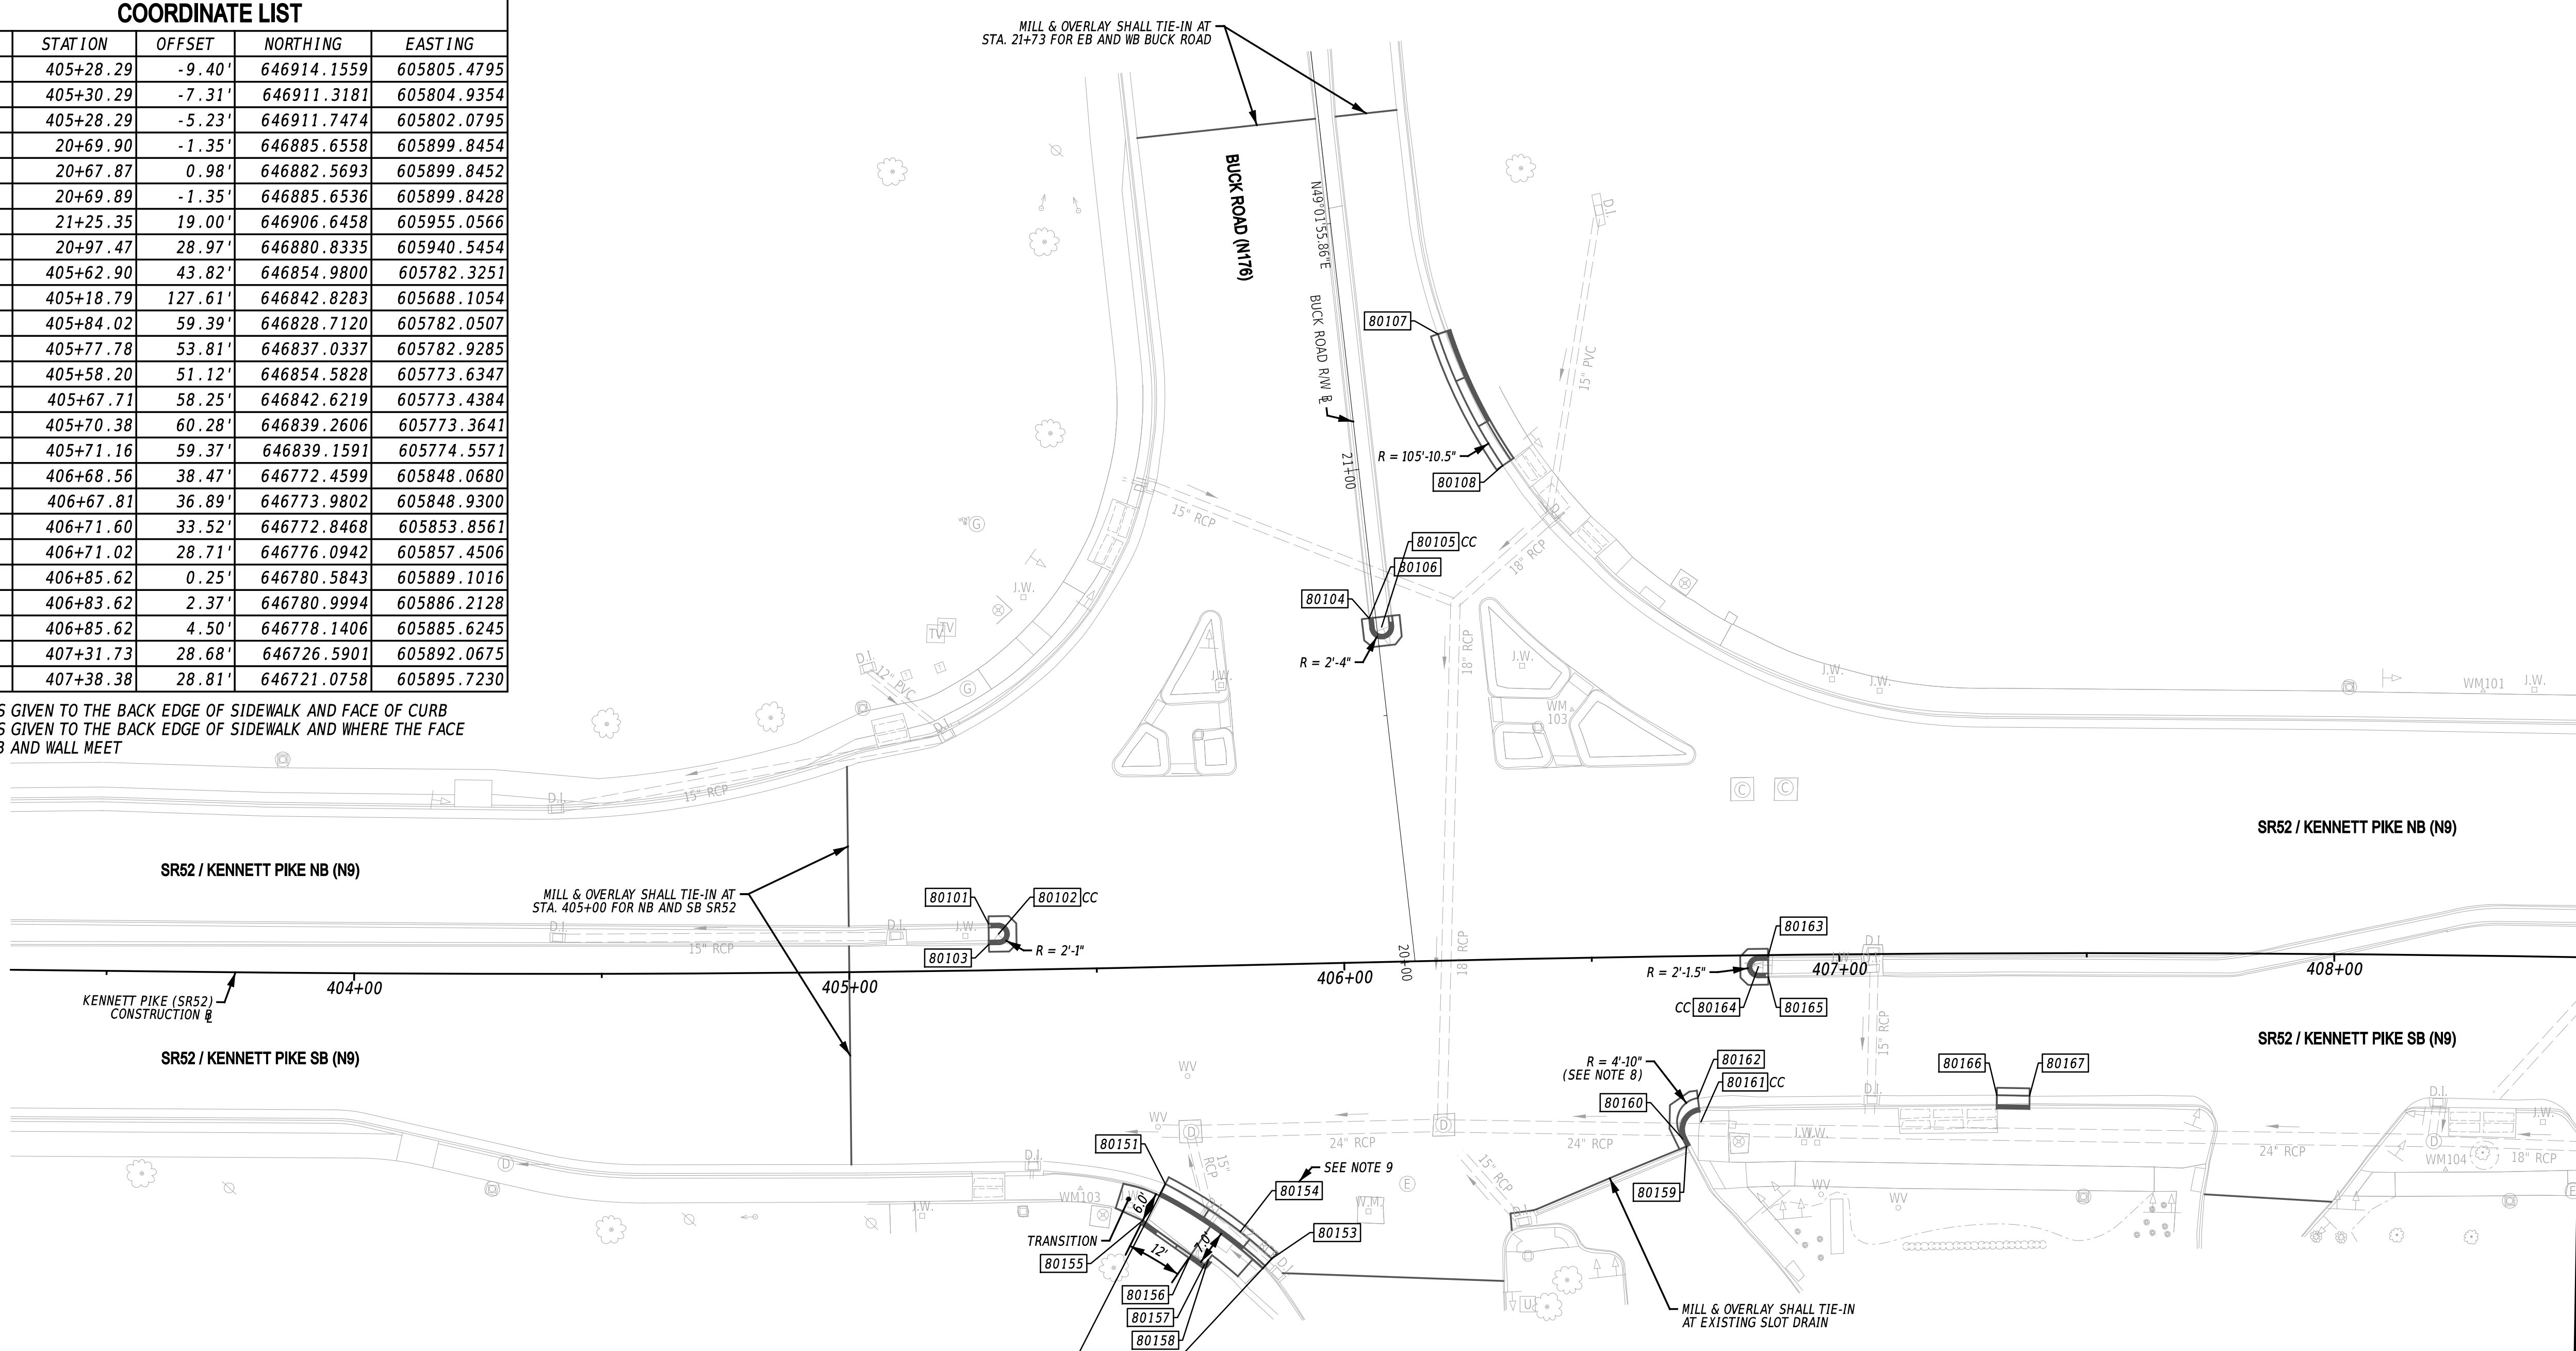 COORDINATE LIST
STATION OFFSET NORTHING EASTING
405+28.29 -9.40' 646914.1559 605805.4795
405+30.29 -7.31' 646911.3181 605804.9354
405+28.29 -5.23' 646911.7474 605802.0795
20+69.90 -1.35' 646885.6558 605899.8454
20+67.87 0.98' 646882.5693 605899.8452
20+69.89 -1.35' 646885.6536 605899.8428
21+25.35 19.00' 646906.6458 605955.0566
20+97.47 28.97' 646880.8335 605940.5454
405+62.90 43.82' 646854.9800 605782.3251
405+18.79 127.61' 646842.8283 605688.1054
405+84.02 59.39' 646828.7120 605782.0507
405+77.78 53.81' 646837.0337 605782.9285
405+58.20 51.12' 646854.5828 605773.6347
405+67.71 58.25' 646842.6219 605773.4384
405+70.38 60.28' 646839.2606 605773.3641
405+71.16 59.37' 646839.1591 605774.5571
406+68.56 38.47' 646772.4599 605848.0680
406+67.81 36.89' 646773.9802 605848.9300
406+71.60 33.52' 646772.8468 605853.8561
406+71.02 28.71' 646776.0942 605857.4506
406+85.62 0.25' 646780.5843 605889.1016
406+83.62 2.37' 646780.9994 605886.2128
406+85.62 4.50' 646778.1406 605885.6245
407+31.73 28.68' 646726.5901 605892.0675
407+38.38 28.81' 646721.0758 605895.7230
S GIVEN TO THE BACK EDGE OF SIDEWALK AND FACE OF CURB
S GIVEN TO THE BACK EDGE OF SIDEWALK AND WHERE THE FACE
B AND WALL MEET
MILL & OVERLAY SHALL TIE-IN AT
STA. 21+73 FOR EB AND WB BUCK ROAD
BUCK ROAD (N176)
N49°01'55.86"E
BUCK ROAD R/W BL
D.I.
15" PVC
80107
R = 105'-10.5"
80108
21+00
15" RCP
18" RCP
80105 CC
80106
80104
R = 2'-4"
18" RCP
G
J.W.
TV
TV
T
T
D.I.
12" PVC
G
D.I.
J.W.
J.W.
WM
103
D.I.
J.W.
J.W.
WM101
J.W.
C
C
D.I.
15" RCP
SR52 / KENNETT PIKE NB (N9)
SR52 / KENNETT PIKE NB (N9)
MILL & OVERLAY SHALL TIE-IN AT
STA. 405+00 FOR NB AND SB SR52
80101
80102 CC
80103
R = 2'-1"
D.I.
15" RCP
D.I.
J.W.
20+00
18" RCP
80163
R = 2'-1.5"
CC 80164
80165
D.I.
15" RCP
404+00
405+00
406+00
407+00
408+00
KENNETT PIKE (SR52)
CONSTRUCTION BL
SR52 / KENNETT PIKE SB (N9)
SR52 / KENNETT PIKE SB (N9)
R = 4'-10"
(SEE NOTE 8)
80162
80161 CC
80160
80159
80166
80167
D.I.
D.I.
J.W.
WV
WV
D
D
24" RCP
24" RCP
J.W.
W.
24" RCP
D
18" RCP
WM104
E
80151
15"
RCP
SEE NOTE 9
80154
80153
E
W.M.
15" RCP
D.I.
D
D.I.
WM103
J.W.
6.0'
7.0'
12'
TRANSITION
80155
80156
80157
80158
D.I.
U
WV
WV
MILL & OVERLAY SHALL TIE-IN
AT EXISTING SLOT DRAIN